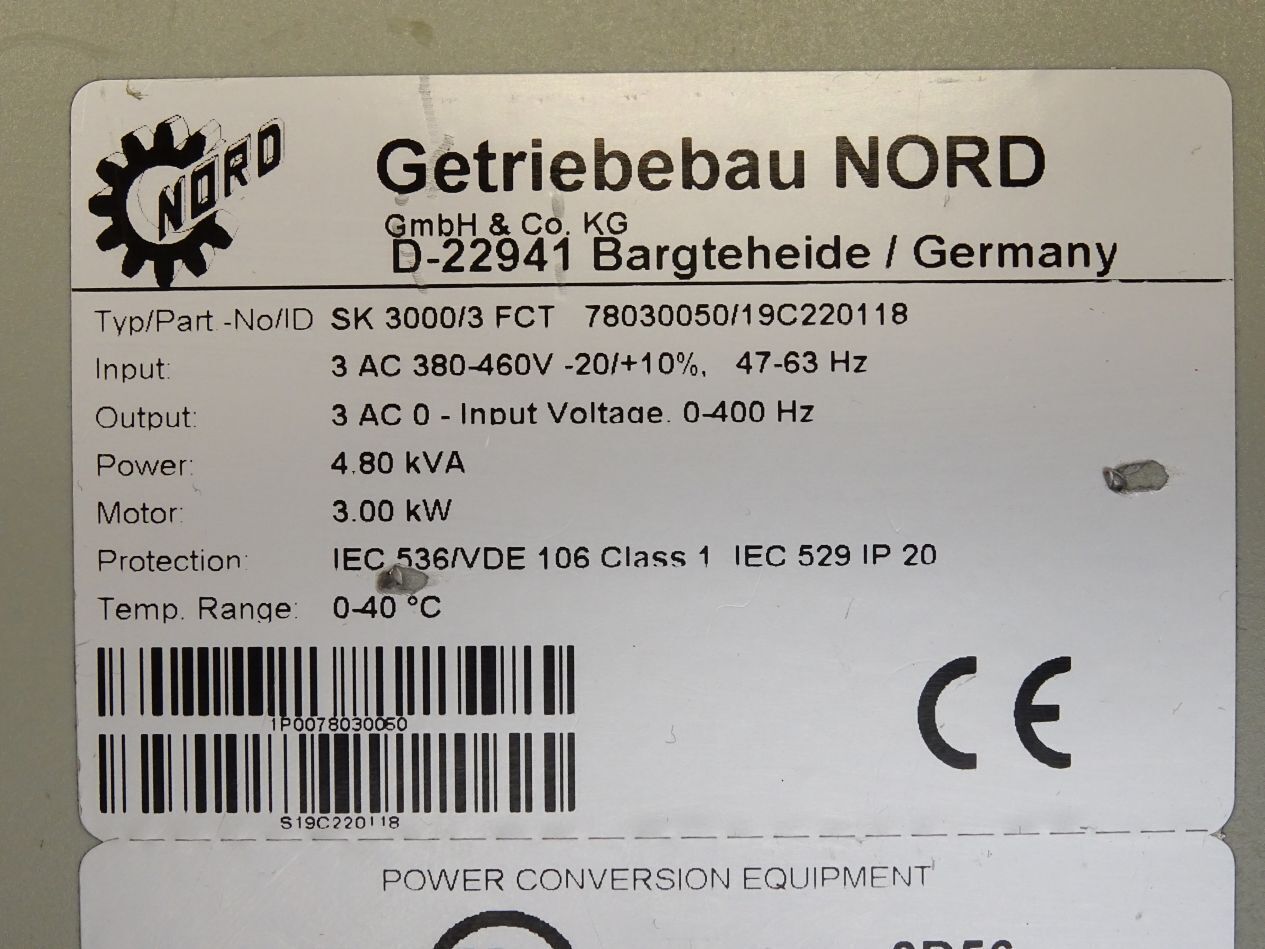 NORD
Getriebebau NORD
GmbH & Co. KG
D-22941 Bargteheide / Germany
Typ/Part.-No/ID SK 3000/3 FCT 78030050/19C220118
Input: 3 AC 380-460V -20/+10%, 47-63 Hz
Output: 3 AC 0 - Input Voltage, 0-400 Hz
Power: 4.80 kVA
Motor: 3.00 kW
Protection: IEC 536/VDE 106 Class 1 IEC 529 IP 20
Temp. Range: 0-40 °C
1P0078030050
S19C220118
CE
POWER CONVERSION EQUIPMENT